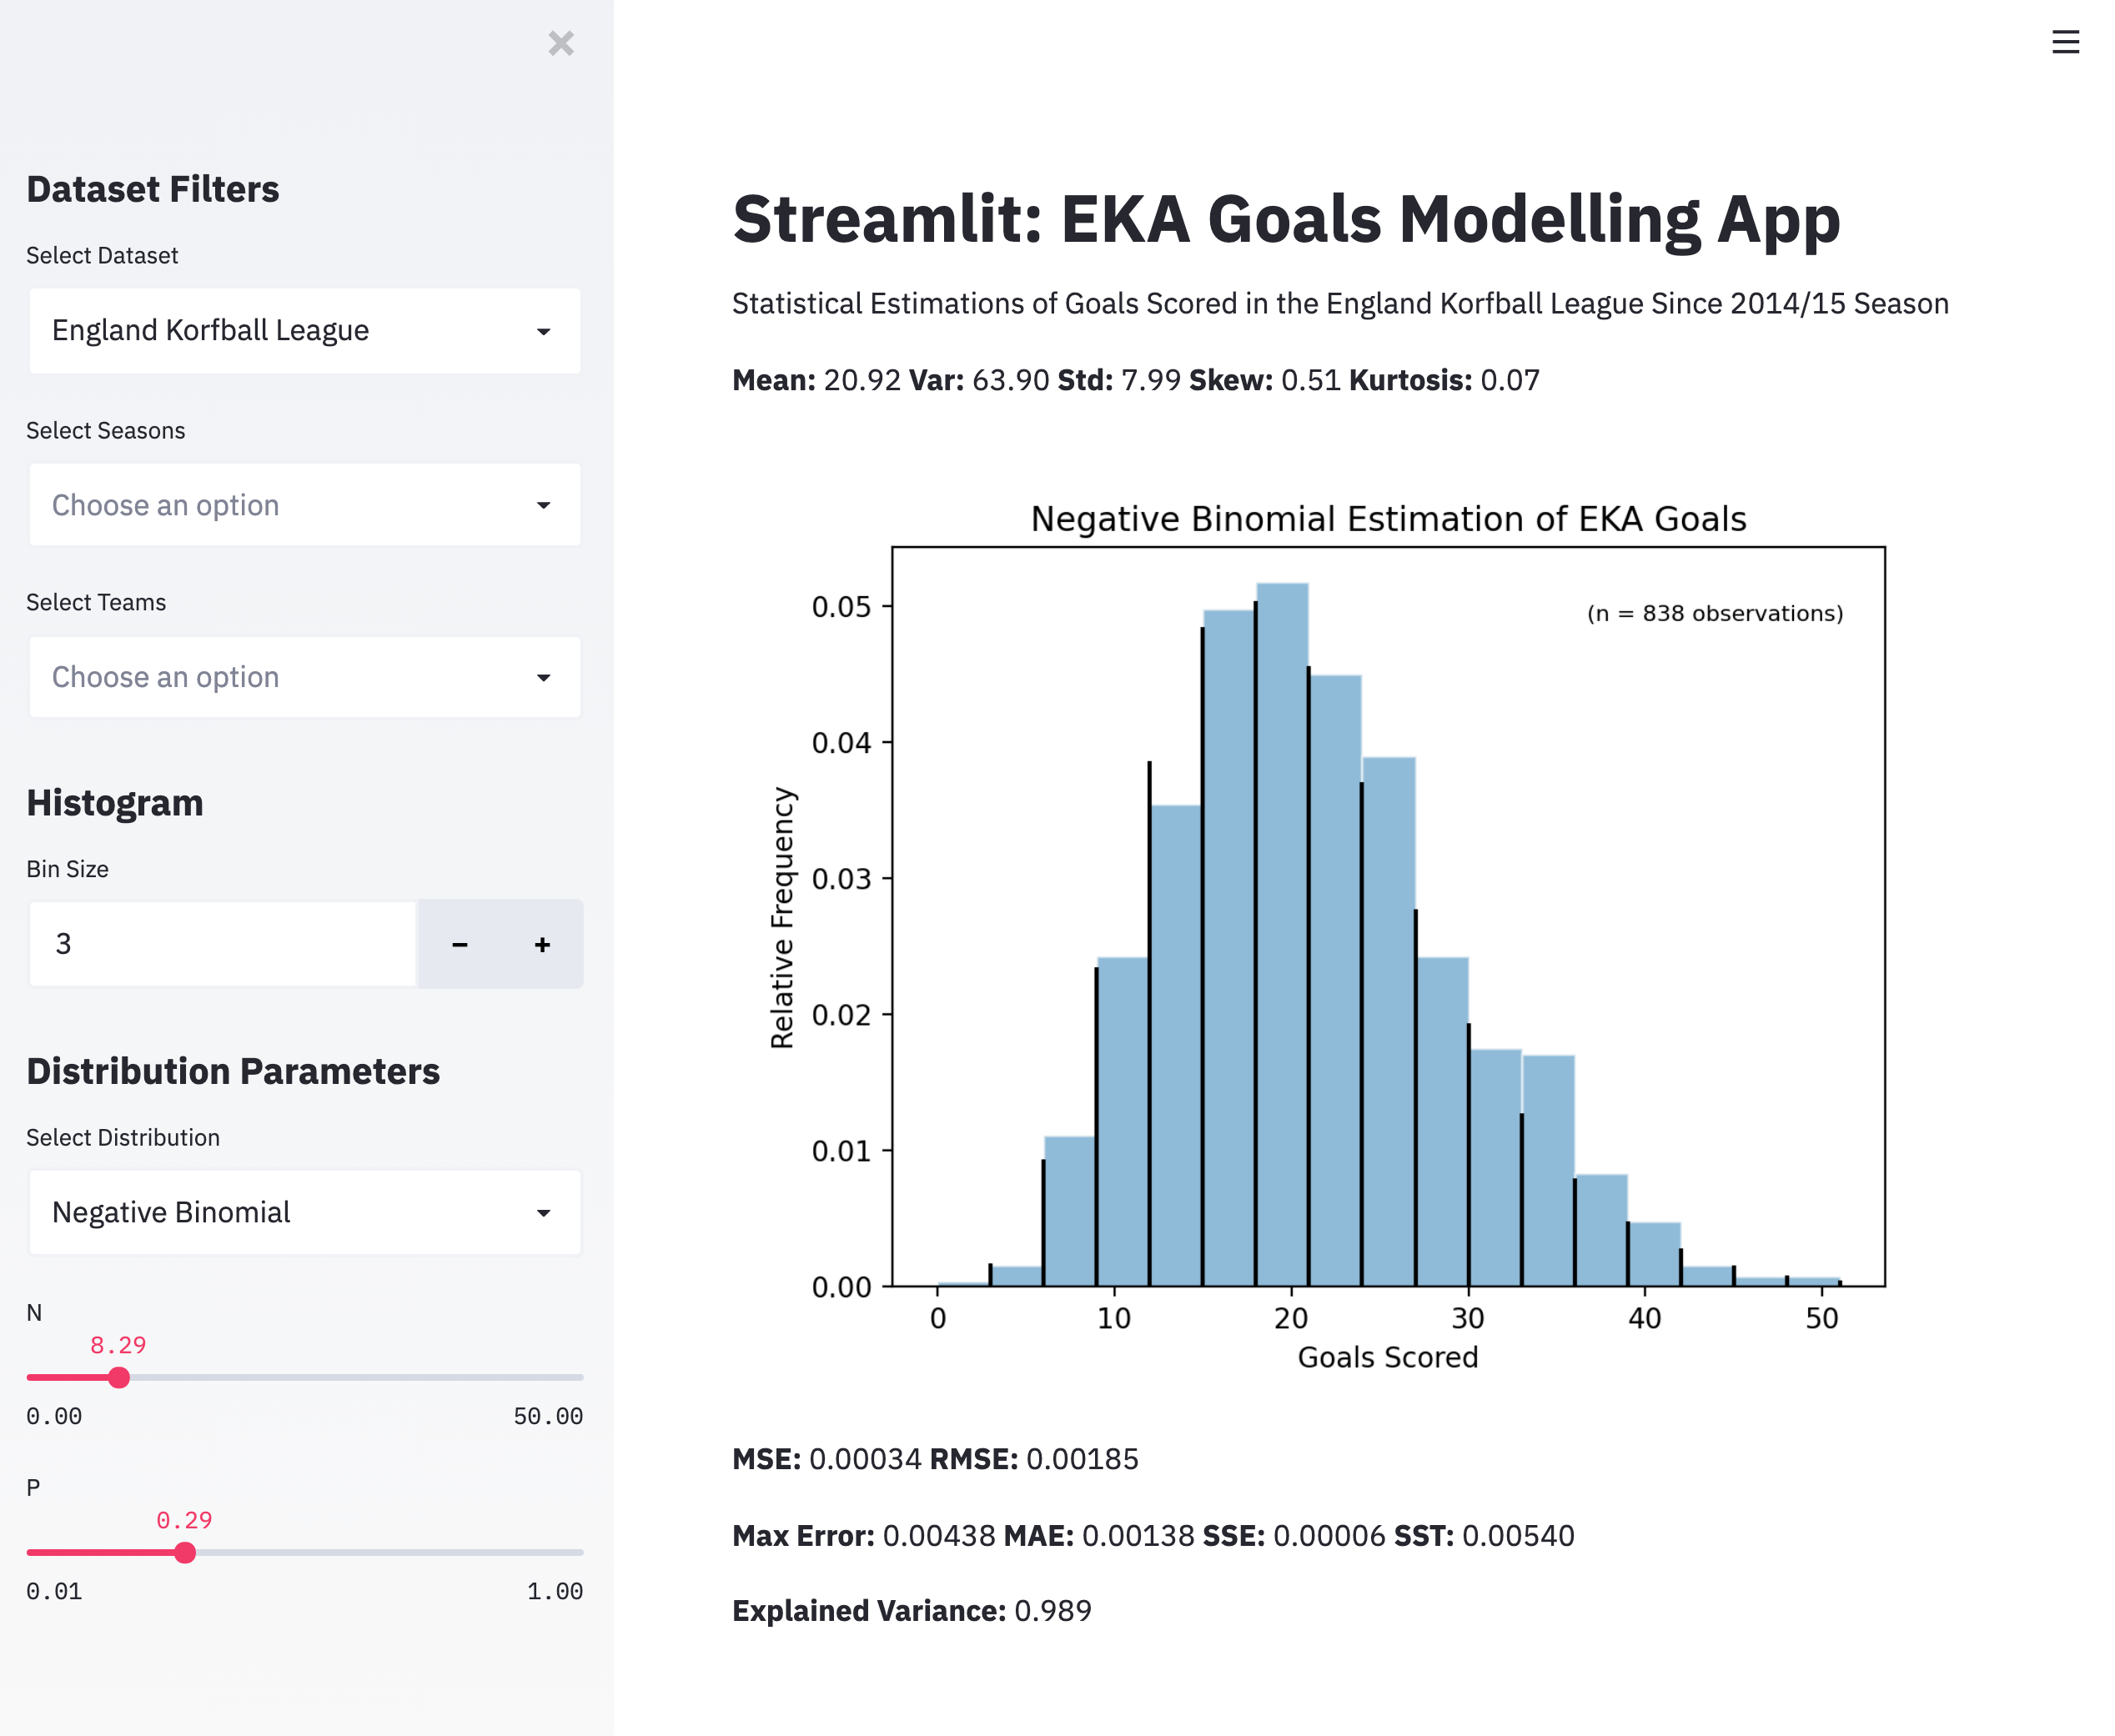 Dataset Filters
Select Dataset
England Korfball League
Select Seasons
Choose an option
Select Teams
Choose an option
Histogram
Bin Size
3
Distribution Parameters
Select Distribution
Negative Binomial
N
8.29
0.00 50.00
P
0.29
0.01 1.00
Streamlit: EKA Goals Modelling App
Statistical Estimations of Goals Scored in the England Korfball League Since 2014/15 Season
Mean: 20.92 Var: 63.90 Std: 7.99 Skew: 0.51 Kurtosis: 0.07
Negative Binomial Estimation of EKA Goals
(n = 838 observations)
Relative Frequency
0.05
0.04
0.03
0.02
0.01
0.00
0 10 20 30 40 50
Goals Scored
MSE: 0.00034 RMSE: 0.00185
Max Error: 0.00438 MAE: 0.00138 SSE: 0.00006 SST: 0.00540
Explained Variance: 0.989